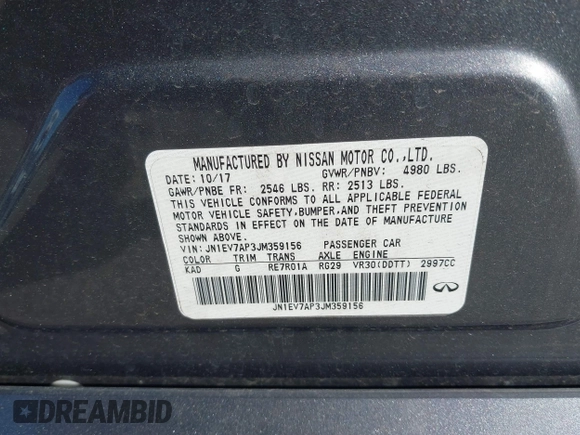 MANUFACTURED BY NISSAN MOTOR CO.,LTD.
DATE: 10/17 GVWR/PNBV: 4980 LBS.
GAWR/PNBE FR: 2546 LBS. RR: 2513 LBS.
THIS VEHICLE CONFORMS TO ALL APPLICABLE FEDERAL
MOTOR VEHICLE SAFETY,BUMPER,AND THEFT PREVENTION
STANDARDS IN EFFECT ON THE DATE OF MANUFACTURE
SHOWN ABOVE.
VIN: JN1EV7AP3JM359156 PASSENGER CAR
COLOR TRIM TRANS AXLE ENGINE
KAD G RE7R01A RG29 VR30(DDTT) 2997CC
JN1EV7AP3JM359156
INFINITI
DREAMBID